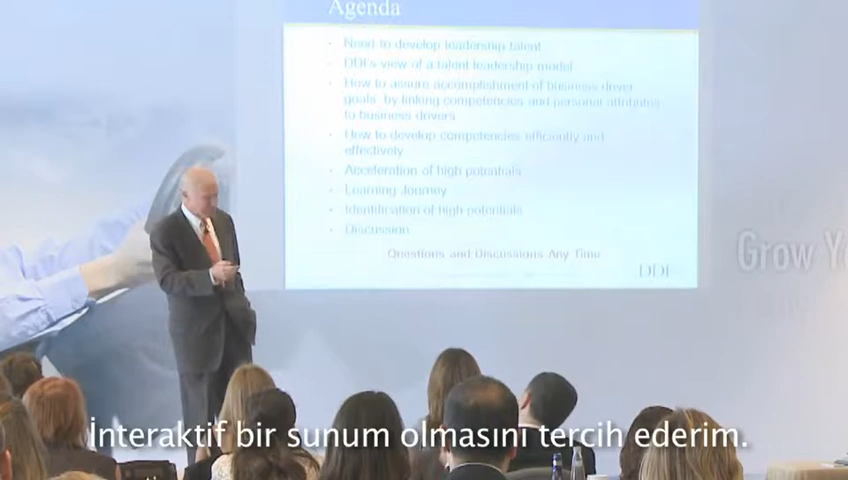 Agenda
Need to develop leadership talent
DDI's view of a talent leadership model
How to assure accomplishment of business driver
goals by linking competencies and personal attributes
to business drivers
How to develop competencies efficiently and
effectively
Acceleration of high potentials
Learning Journey
Identification of high potentials
Discussion
Questions and Discussions Any Time
DDI
Grow
İnteraktif bir sunum olmasını tercih ederim.